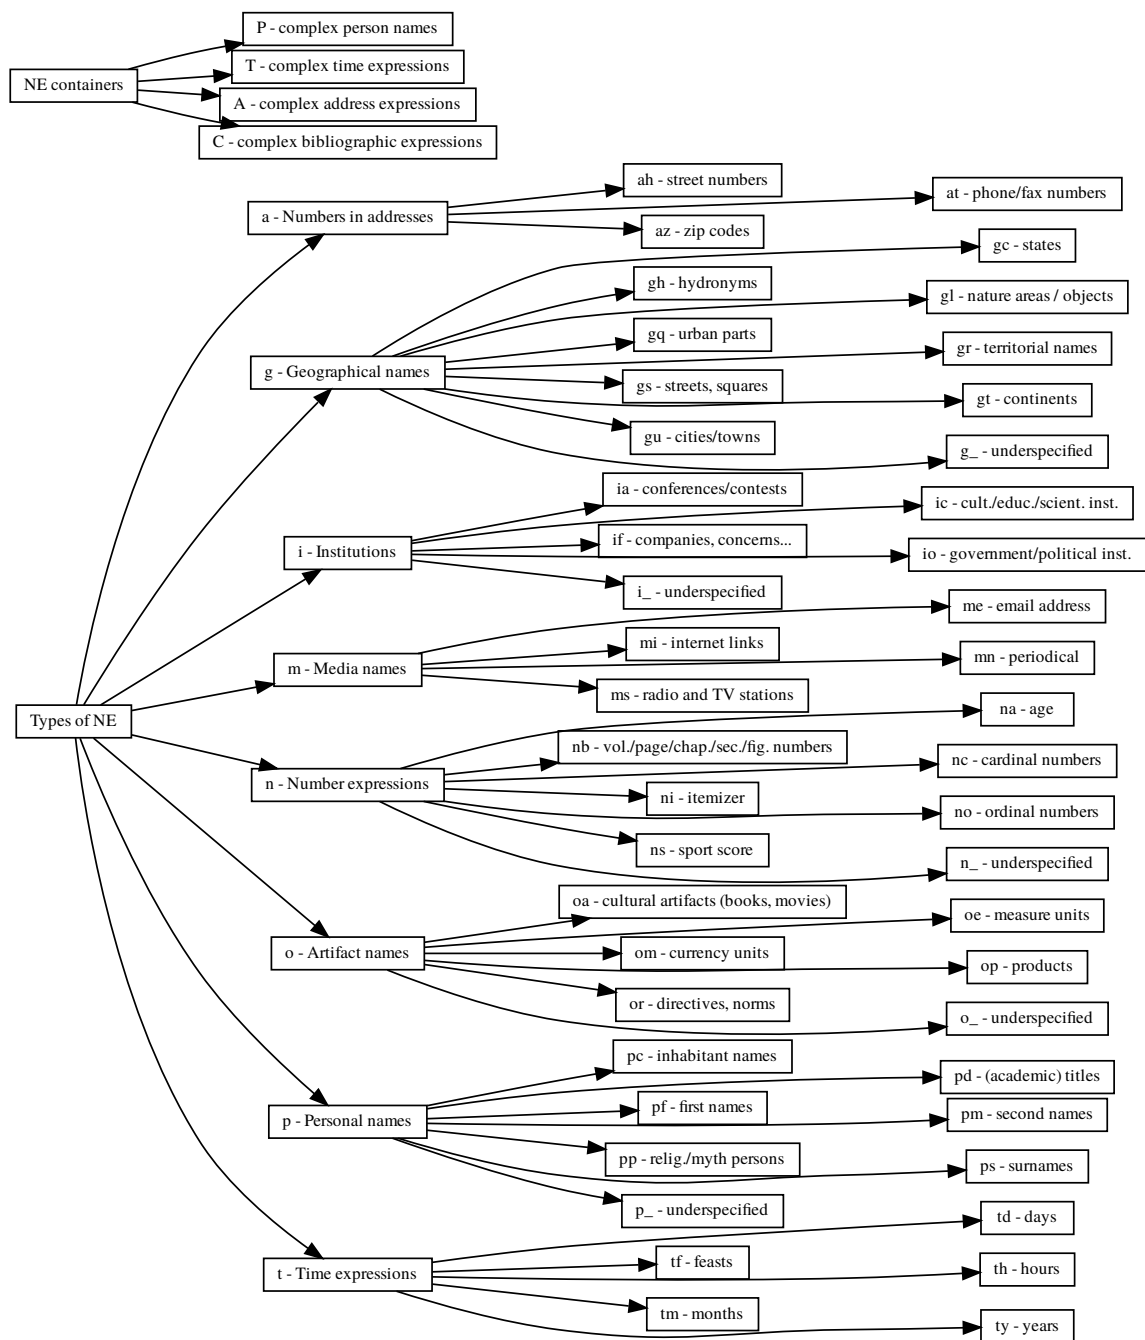 NE containers
P - complex person names
T - complex time expressions
A - complex address expressions
C - complex bibliographic expressions
Types of NE
a - Numbers in addresses
ah - street numbers
at - phone/fax numbers
az - zip codes
g - Geographical names
gc - states
gh - hydronyms
gl - nature areas / objects
gq - urban parts
gr - territorial names
gs - streets, squares
gt - continents
gu - cities/towns
g_ - underspecified
i - Institutions
ia - conferences/contests
ic - cult./educ./scient. inst.
if - companies, concerns...
io - government/political inst.
i_ - underspecified
m - Media names
me - email address
mi - internet links
mn - periodical
ms - radio and TV stations
n - Number expressions
na - age
nb - vol./page/chap./sec./fig. numbers
nc - cardinal numbers
ni - itemizer
no - ordinal numbers
ns - sport score
n_ - underspecified
o - Artifact names
oa - cultural artifacts (books, movies)
oe - measure units
om - currency units
op - products
or - directives, norms
o_ - underspecified
p - Personal names
pc - inhabitant names
pd - (academic) titles
pf - first names
pm - second names
pp - relig./myth persons
ps - surnames
p_ - underspecified
t - Time expressions
td - days
tf - feasts
th - hours
tm - months
ty - years